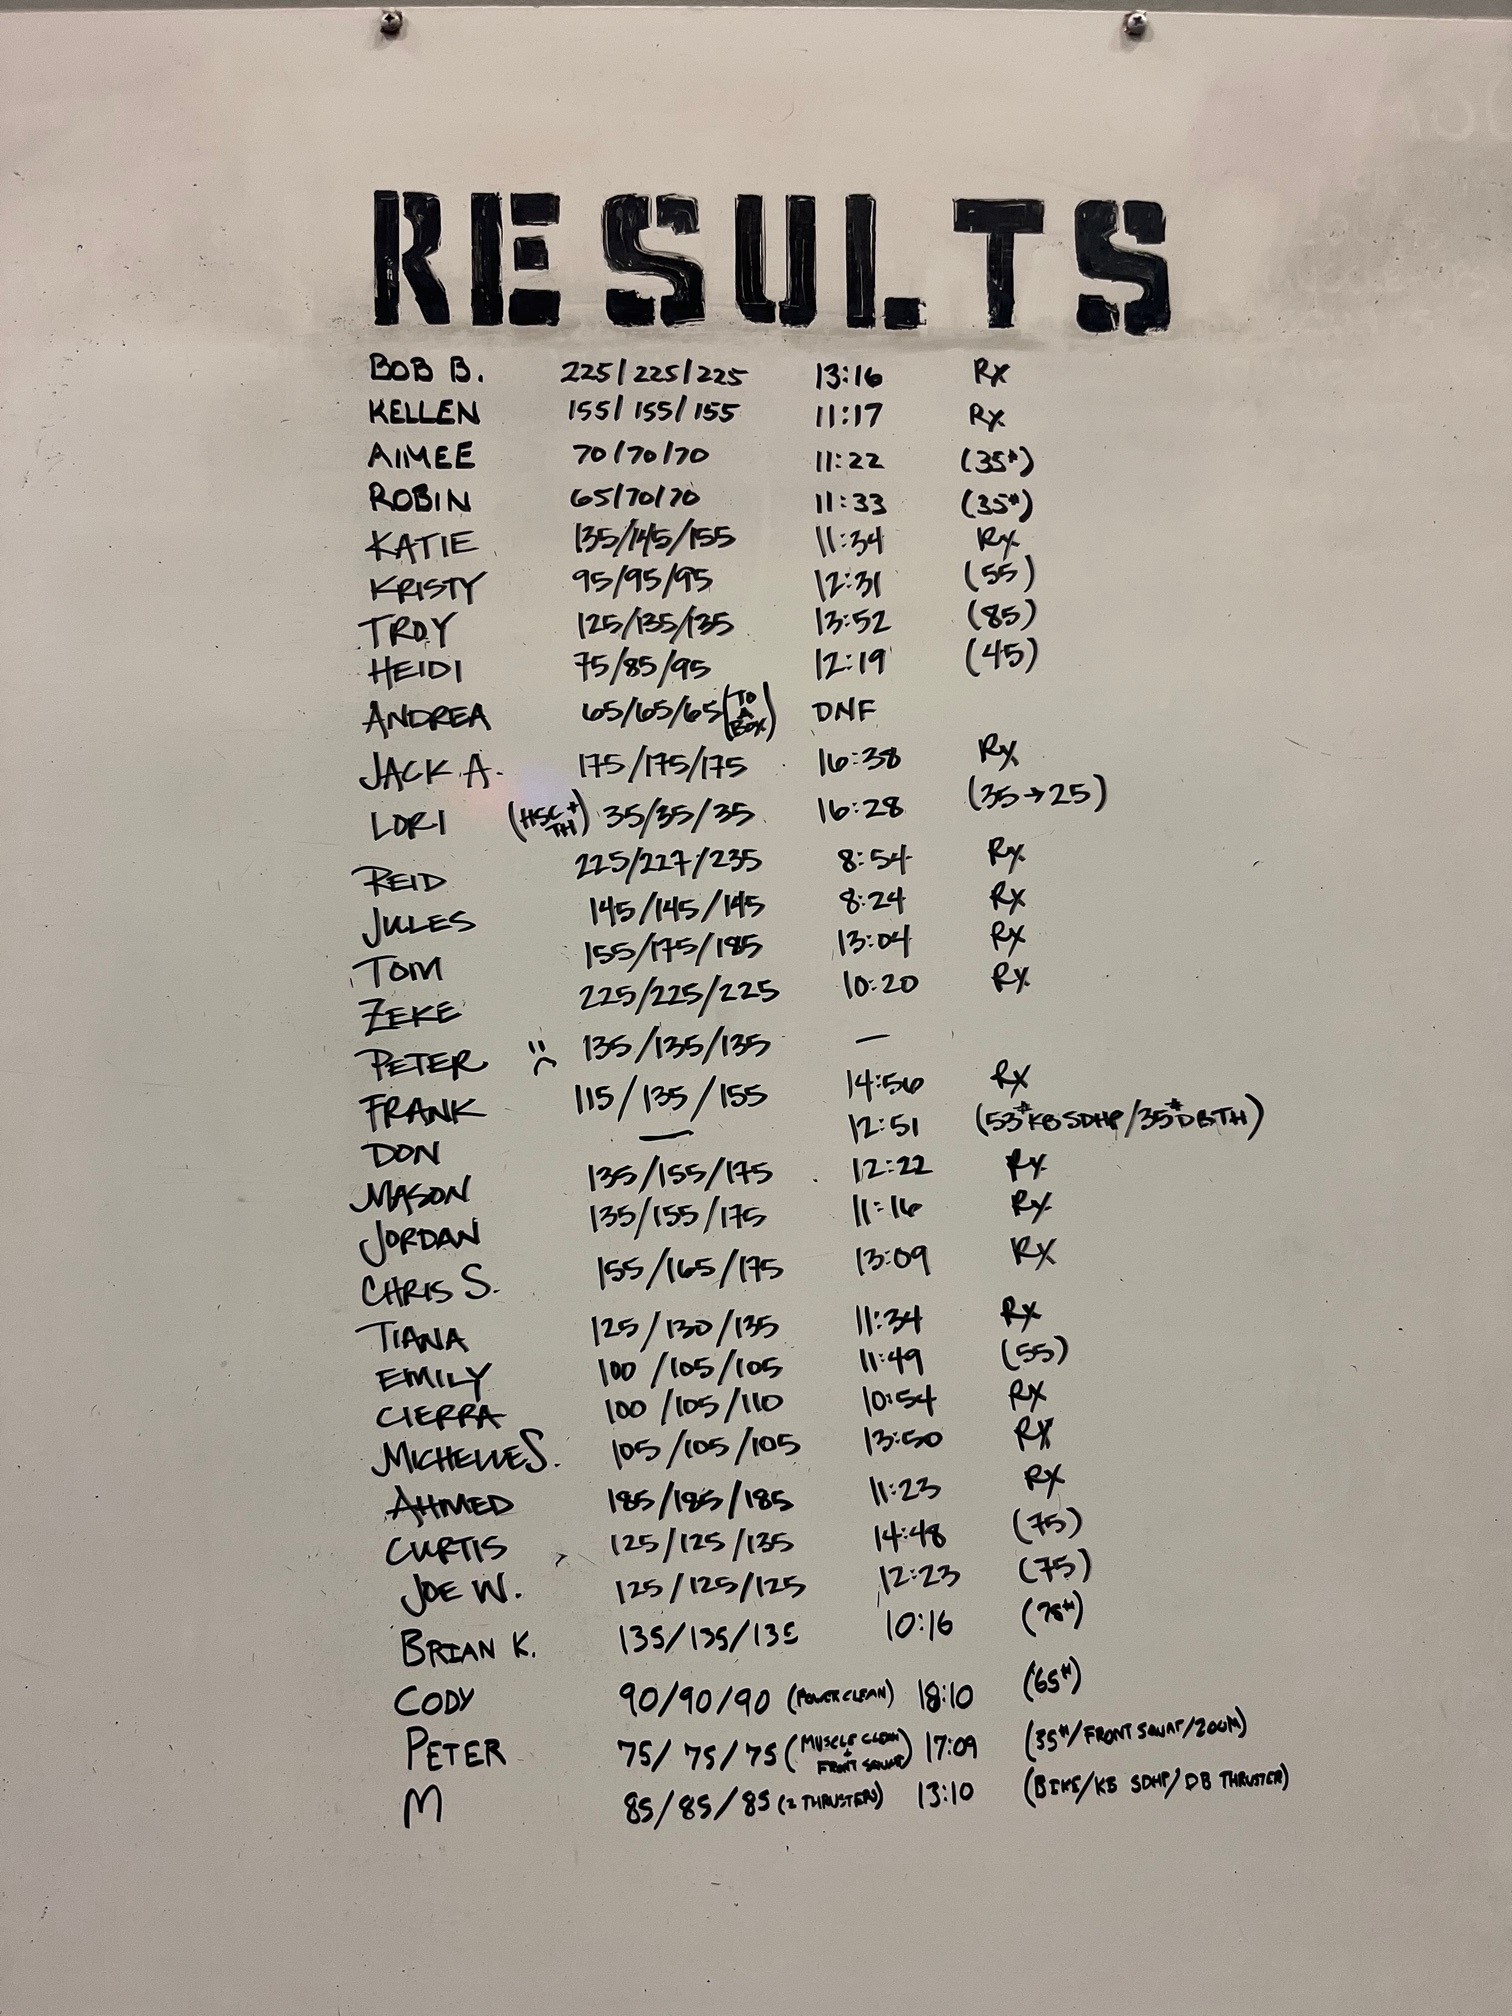 RESULTS
BOB B. 225/225/225 13:16 Rx
KELLEN 155/155/155 11:17 Rx
AIMEE 70/70/70 11:22 (35#)
ROBIN 65/70/70 11:33 (35#)
KATIE 135/145/155 11:34 Rx
KRISTY 95/95/95 12:31 (55)
TROY 125/135/135 13:52 (85)
HEIDI 75/85/95 12:19 (45)
ANDREA 65/65/65 (TO A BOX) DNF
JACK A. 175/175/175 16:38 Rx
LORI (HSC + TH) 35/35/35 16:28 (35→25)
REID 225/227/235 8:54 Rx
JULES 145/145/145 8:24 Rx
TOM 155/175/185 13:04 Rx
ZEKE 225/225/225 10:20 Rx
PETER 135/135/135 —
FRANK 115/135/155 14:56 Rx
DON — 12:51 (53# KB SDHP/35# DBTH)
MASON 135/155/175 12:22 Rx
JORDAN 135/155/175 11:16 Rx
CHRIS S. 155/165/175 13:09 Rx
TIANA 125/130/135 11:34 Rx
EMILY 100/105/105 11:49 (55)
CIERRA 100/105/110 10:54 Rx
MICHELLE S. 105/105/105 13:50 Rx
AHMED 185/185/185 11:23 Rx
CURTIS 125/125/135 14:48 (75)
JOE W. 125/125/125 12:23 (75)
BRIAN K. 135/135/135 10:16 (75#)
CODY 90/90/90 (POWER CLEAN) 18:10 (65#)
PETER 75/75/75 (MUSCLE CLEAN + FRONT SQUAT) 17:09 (35#/FRONT SQUAT/200M)
M 85/85/85 (2 THRUSTERS) 13:10 (BIKE/KB SDHP/DB THRUSTER)